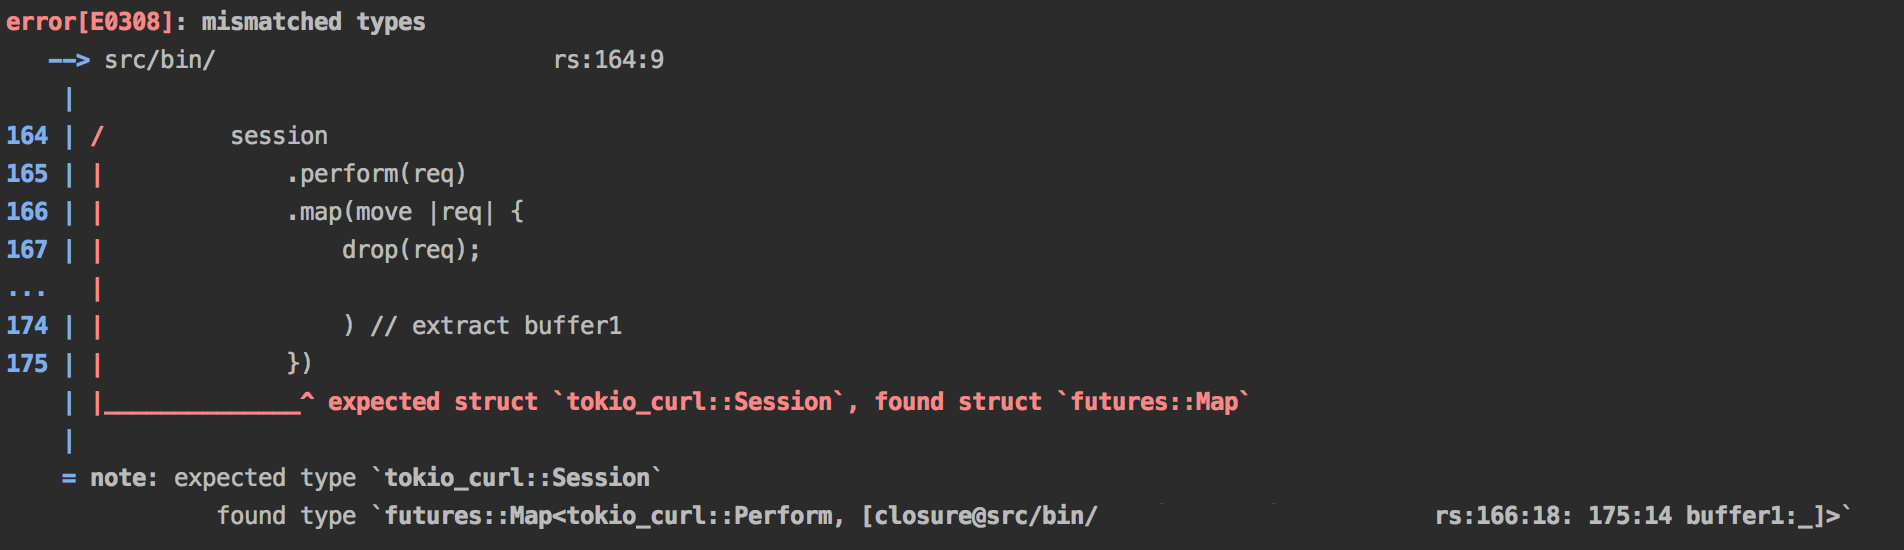 error[E0308]: mismatched types
   --> src/bin/                        rs:164:9
    |
164 | /         session
165 | |             .perform(req)
166 | |             .map(move |req| {
167 | |                 drop(req);
...   |
174 | |                 ) // extract buffer1
175 | |             })
    | |______________^ expected struct `tokio_curl::Session`, found struct `futures::Map`
    |
    = note: expected type `tokio_curl::Session`
               found type `futures::Map<tokio_curl::Perform, [closure@src/bin/                        rs:166:18: 175:14 buffer1:_]>`